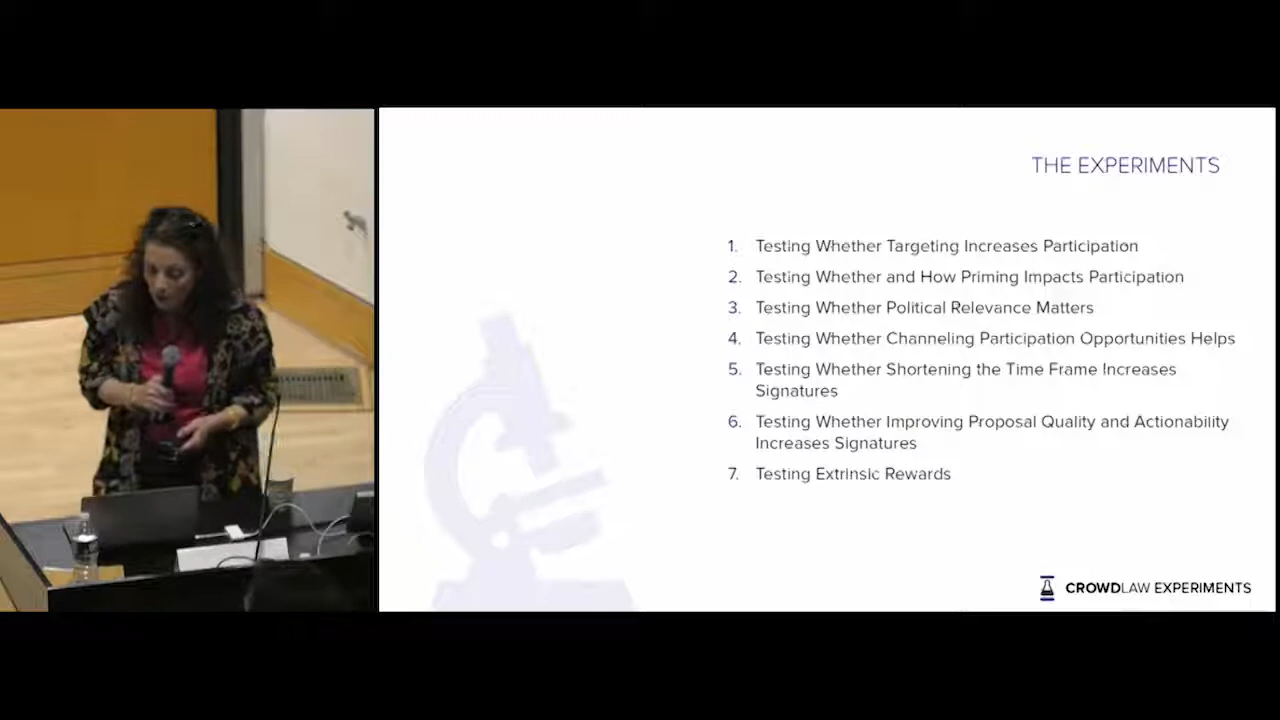 THE EXPERIMENTS
1. Testing Whether Targeting Increases Participation
2. Testing Whether and How Priming Impacts Participation
3. Testing Whether Political Relevance Matters
4. Testing Whether Channeling Participation Opportunities Helps
5. Testing Whether Shortening the Time Frame Increases
Signatures
6. Testing Whether Improving Proposal Quality and Actionability
Increases Signatures
7. Testing Extrinsic Rewards
CROWDLAW EXPERIMENTS